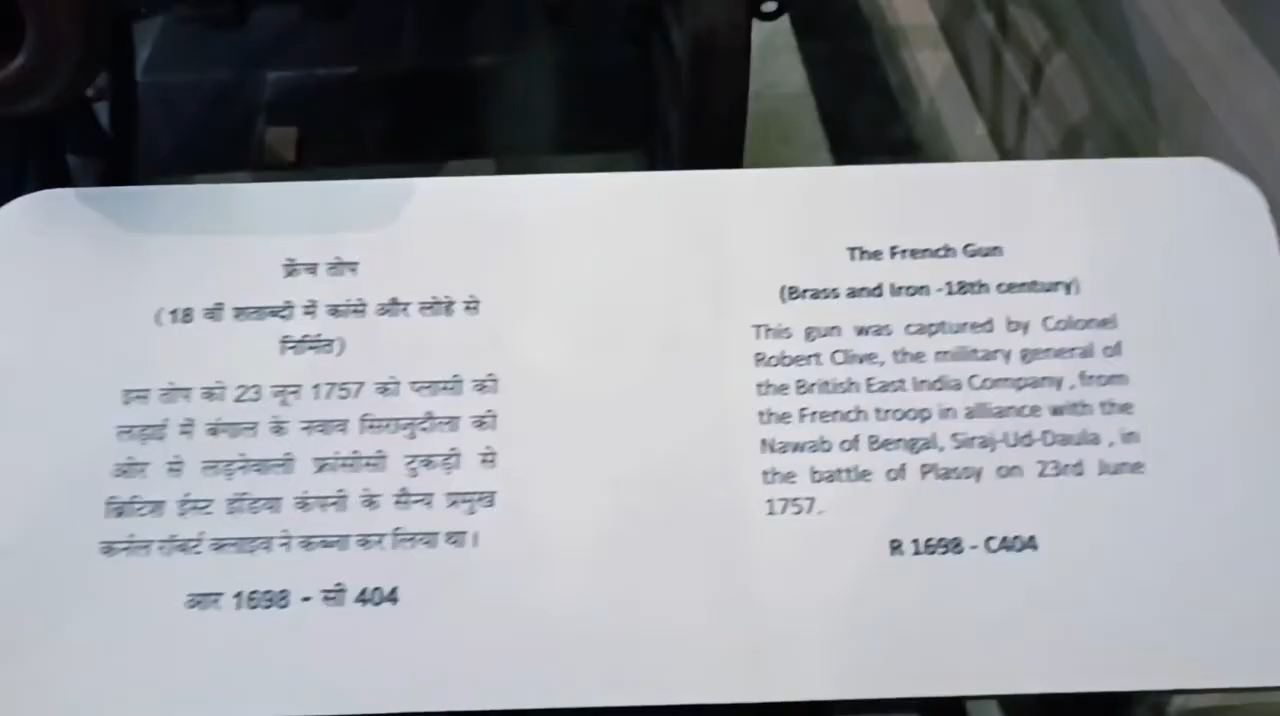 फ्रेंच तोप
(18 वीं शताब्दी में कांसे और लोहे से
निर्मित)
इस तोप को 23 जून 1757 को प्लासी की
लड़ाई में बंगाल के नवाब सिराजुदौला की
ओर से लड़नेवाली फ्रांसीसी टुकड़ी से
ब्रिटिश ईस्ट इंडिया कंपनी के सैन्य प्रमुख
कर्नल रॉबर्ट क्लाइव ने कब्जा कर लिया था।
आर 1698 - सी 404
The French Gun
(Brass and Iron -18th century)
This gun was captured by Colonel
Robert Clive, the military general of
the British East India Company , from
the French troop in alliance with the
Nawab of Bengal, Siraj-Ud-Daula , in
the battle of Plassy on 23rd June
1757.
R 1698 - C404